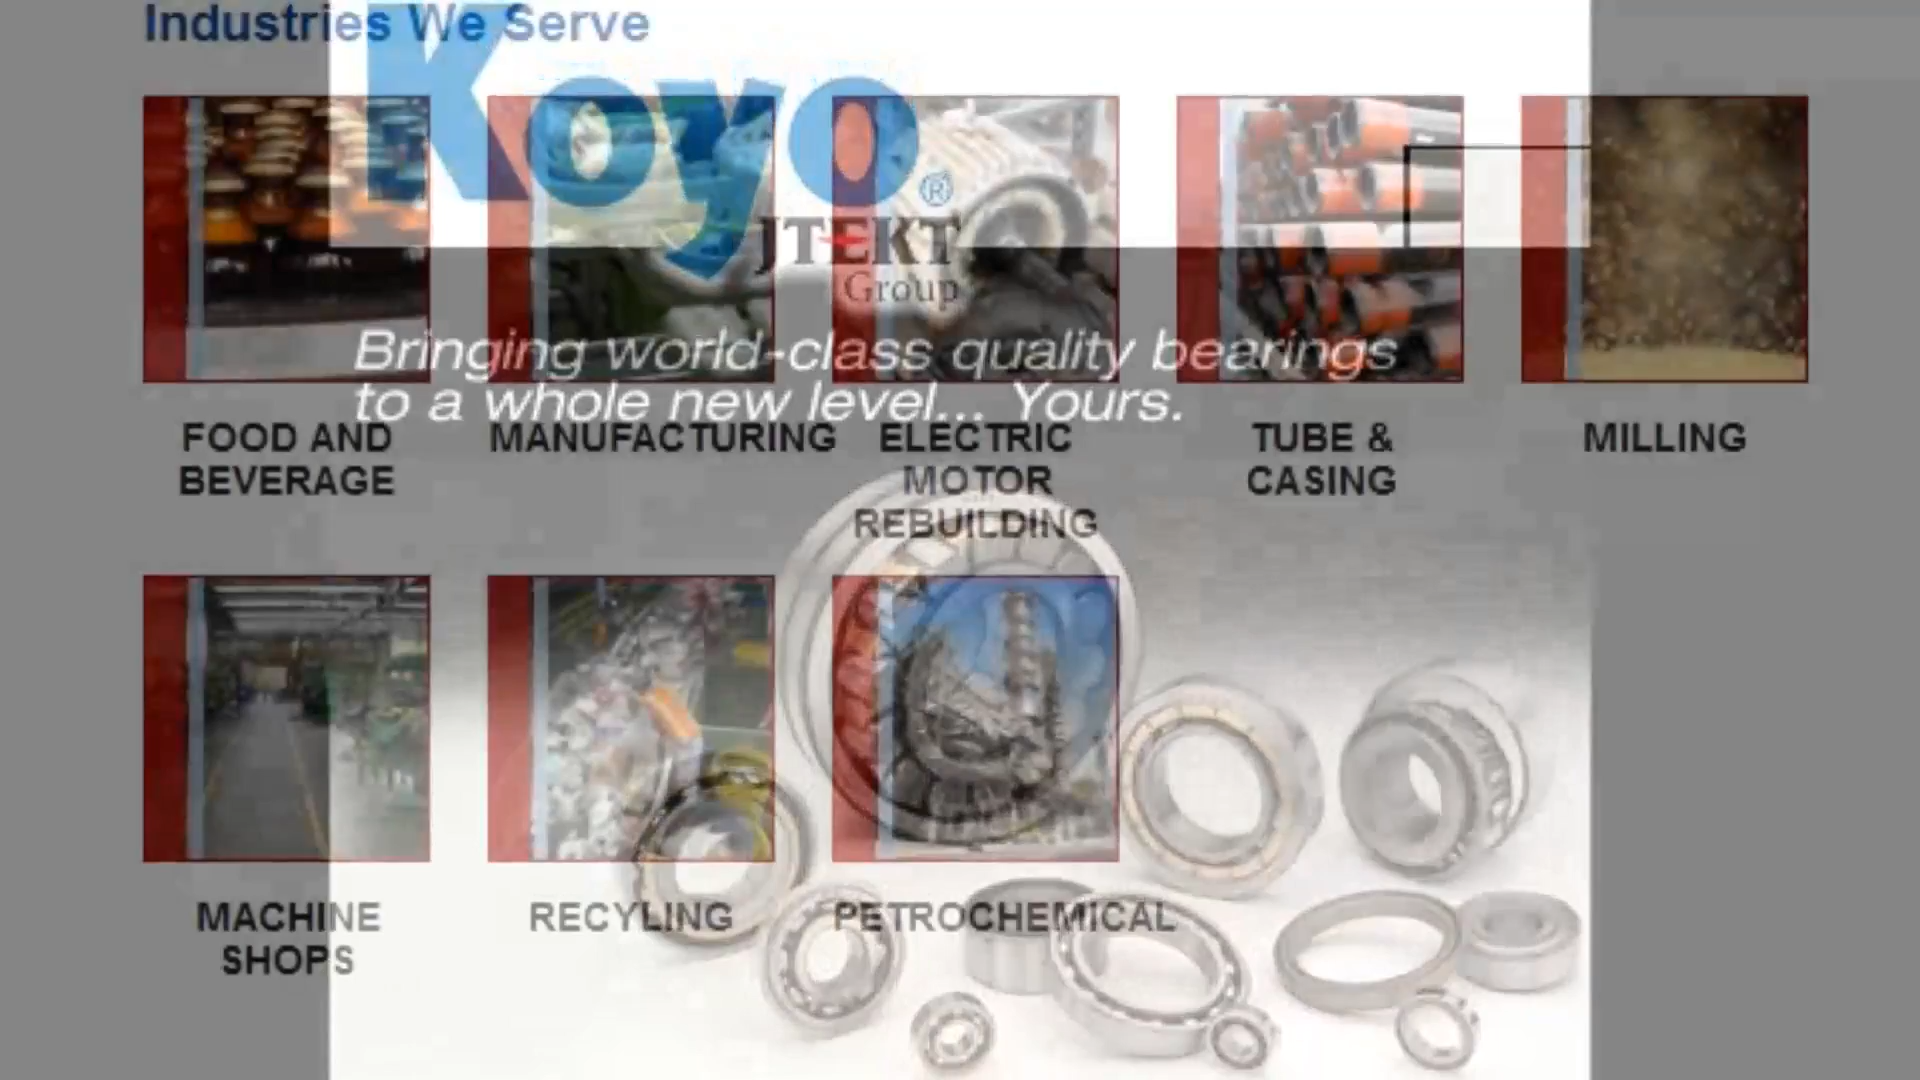 Industries We Serve
Koyo®
JTEKT
Group
Bringing world-class quality bearings
to a whole new level... Yours.
FOOD AND
BEVERAGE
MANUFACTURING
ELECTRIC
MOTOR
REBUILDING
TUBE &
CASING
MILLING
MACHINE
SHOPS
RECYLING
PETROCHEMICAL